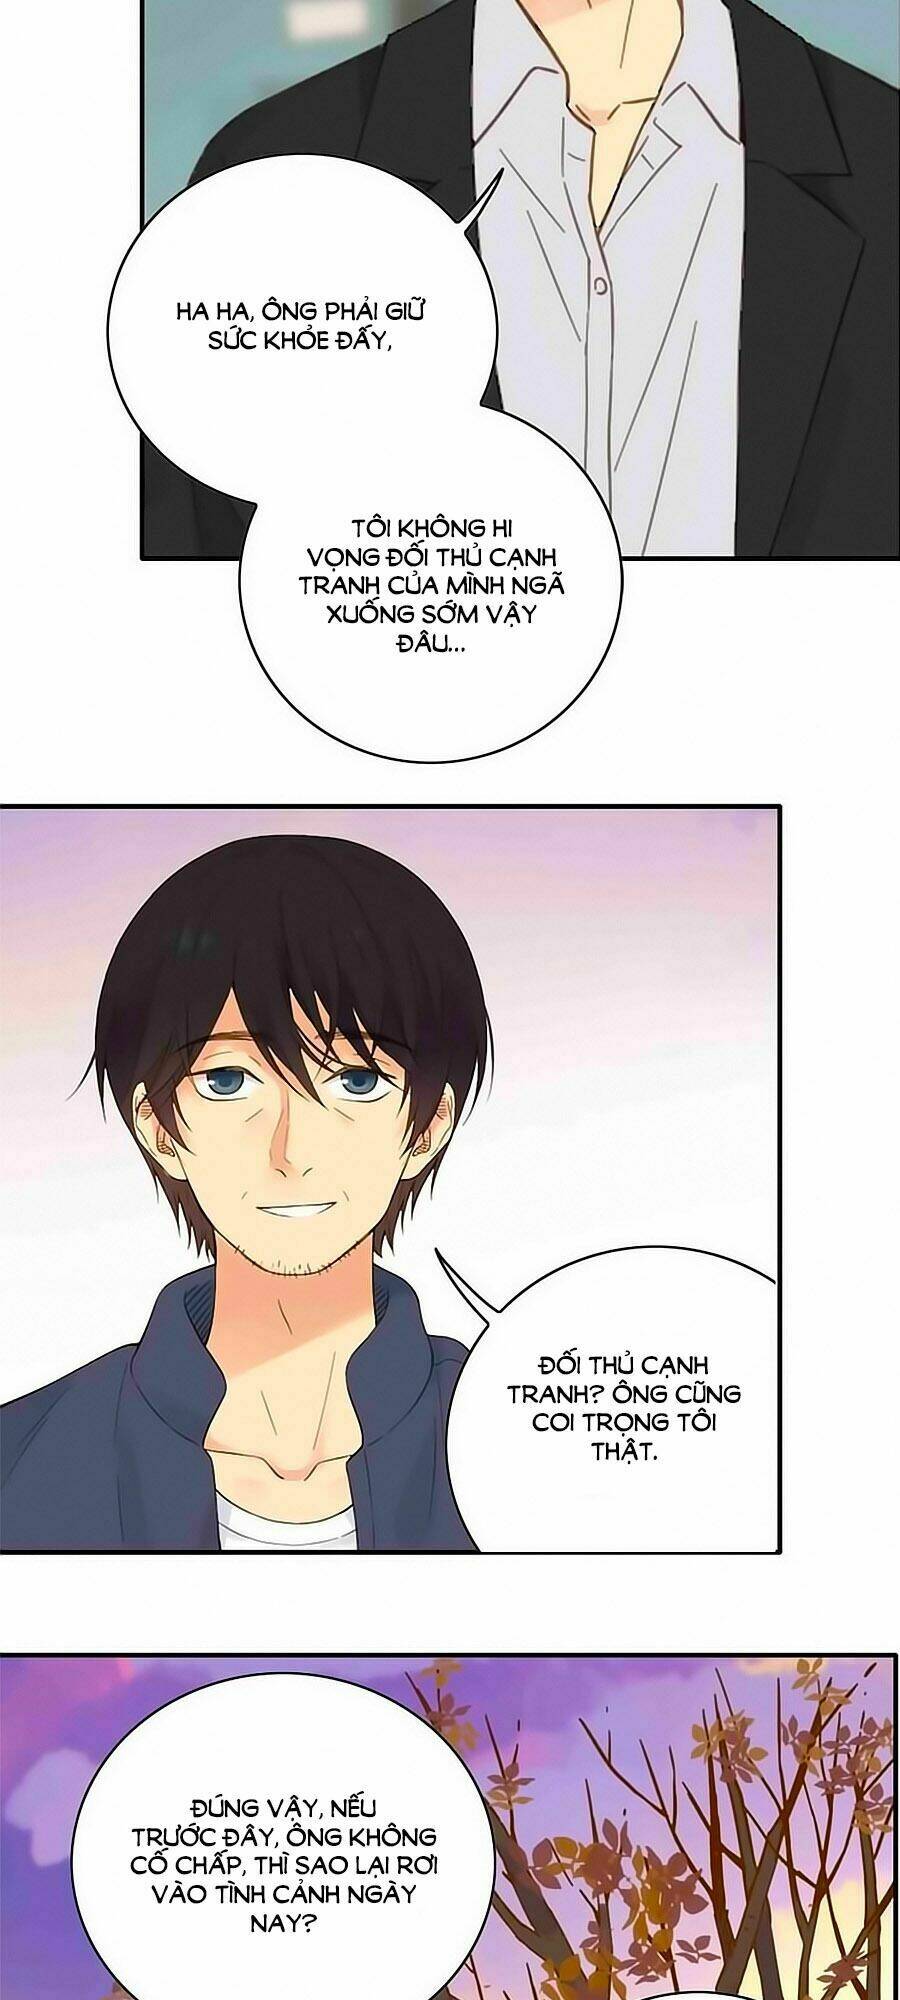 HA HA, ÔNG PHẢI GIỮ
SỨC KHỎE ĐẤY,
TÔI KHÔNG HI
VỌNG ĐỐI THỦ CẠNH
TRANH CỦA MÌNH NGÃ
XUỐNG SỚM VẬY
ĐÂU...
ĐỐI THỦ CẠNH
TRANH? ÔNG CŨNG
COI TRỌNG TÔI
THẬT.
ĐÚNG VẬY, NẾU
TRƯỚC ĐÂY, ÔNG KHÔNG
CỐ CHẤP, THÌ SAO LẠI RƠI
VÀO TÌNH CẢNH NGÀY
NAY?